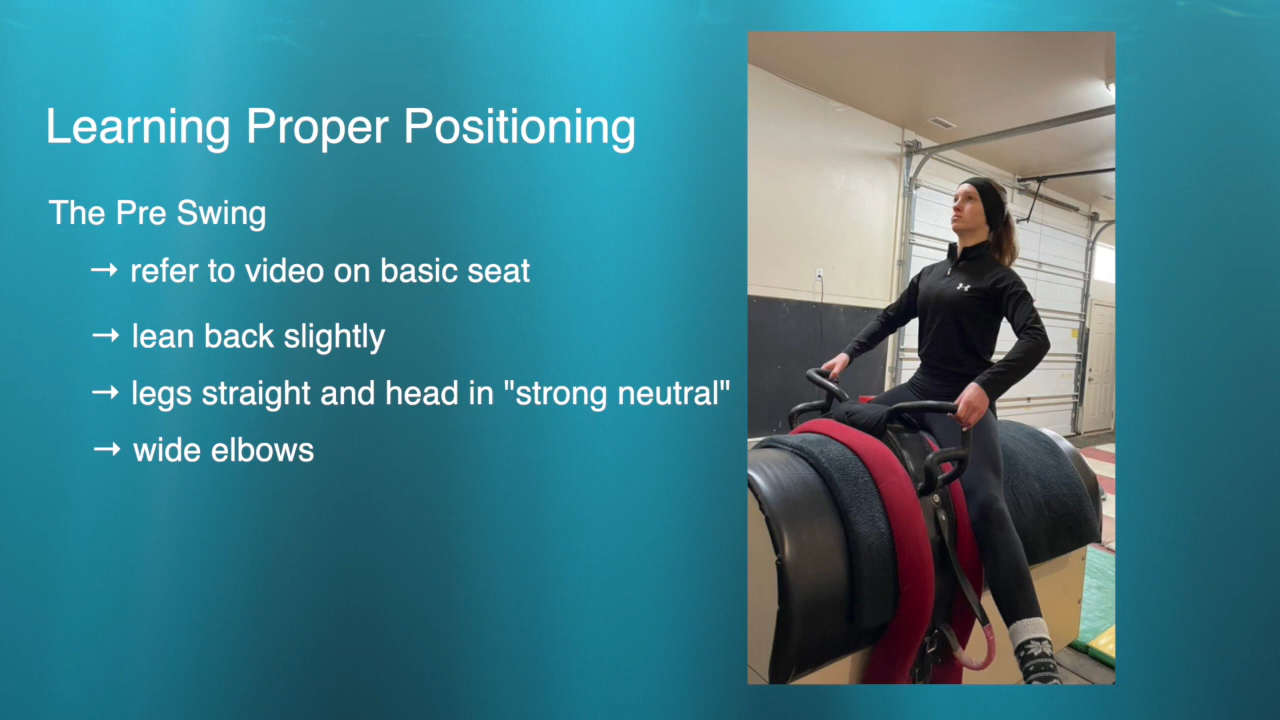 Learning Proper Positioning
The Pre Swing
→ refer to video on basic seat
→ lean back slightly
→ legs straight and head in "strong neutral"
→ wide elbows